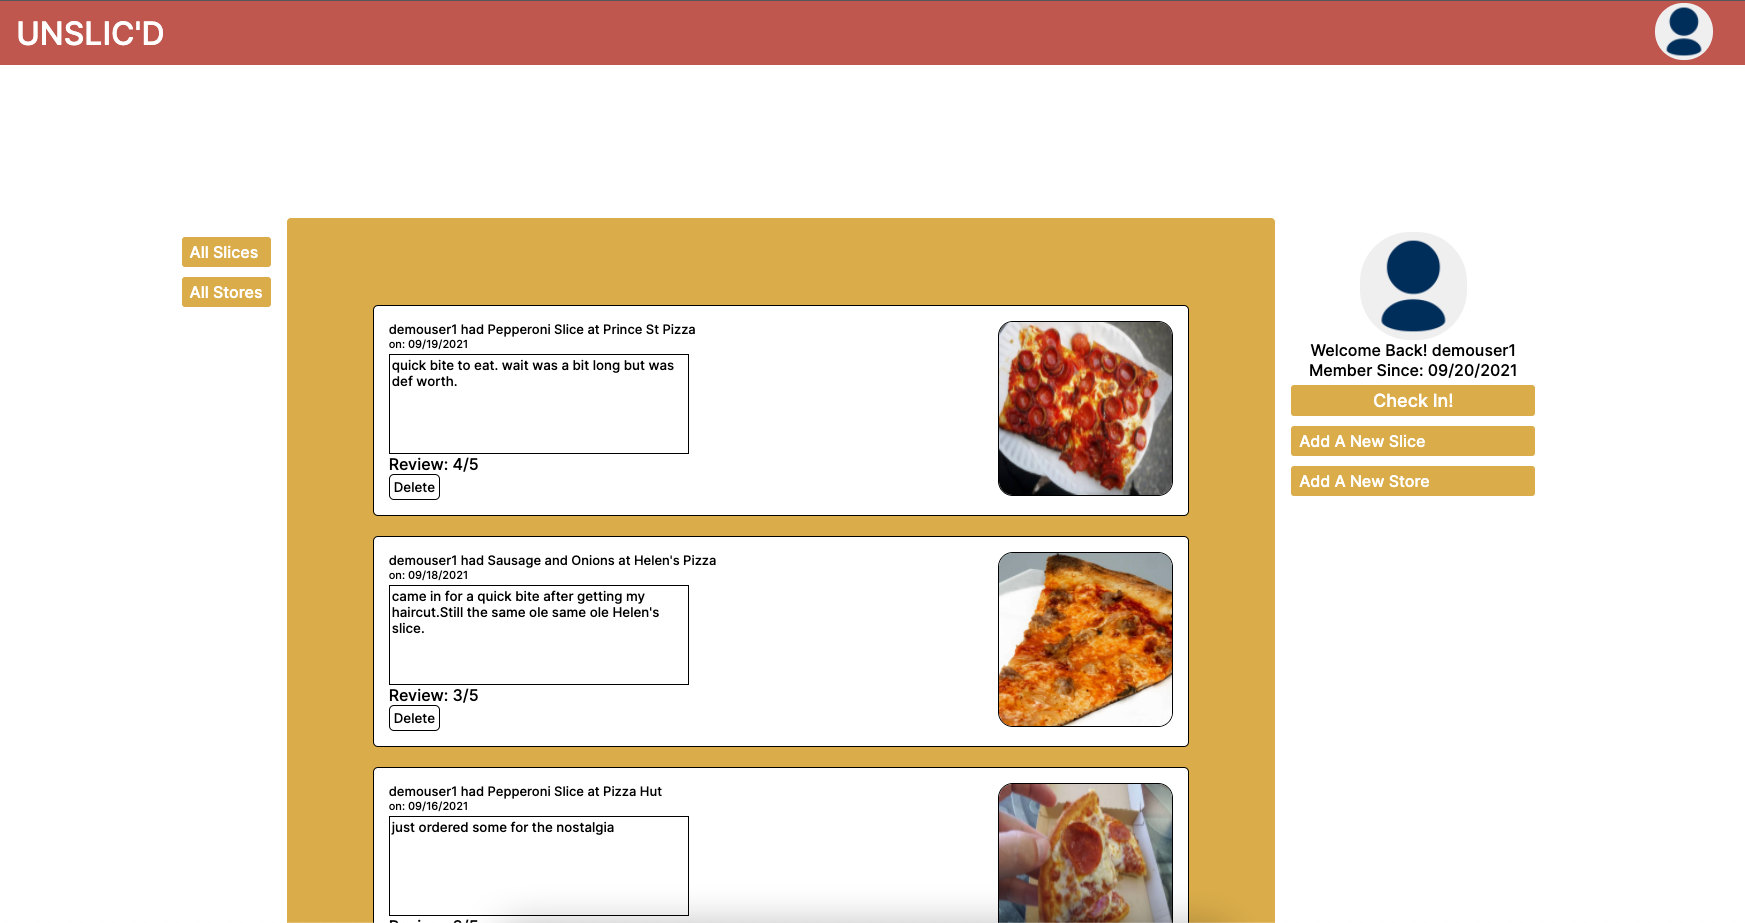 UNSLIC'D
All Slices
All Stores
demouser1 had Pepperoni Slice at Prince St Pizza
on: 09/19/2021
quick bite to eat. wait was a bit long but was
def worth.
Review: 4/5
Delete
demouser1 had Sausage and Onions at Helen's Pizza
on: 09/18/2021
came in for a quick bite after getting my
haircut.Still the same ole same ole Helen's
slice.
Review: 3/5
Delete
demouser1 had Pepperoni Slice at Pizza Hut
on: 09/16/2021
just ordered some for the nostalgia
Welcome Back! demouser1
Member Since: 09/20/2021
Check In!
Add A New Slice
Add A New Store